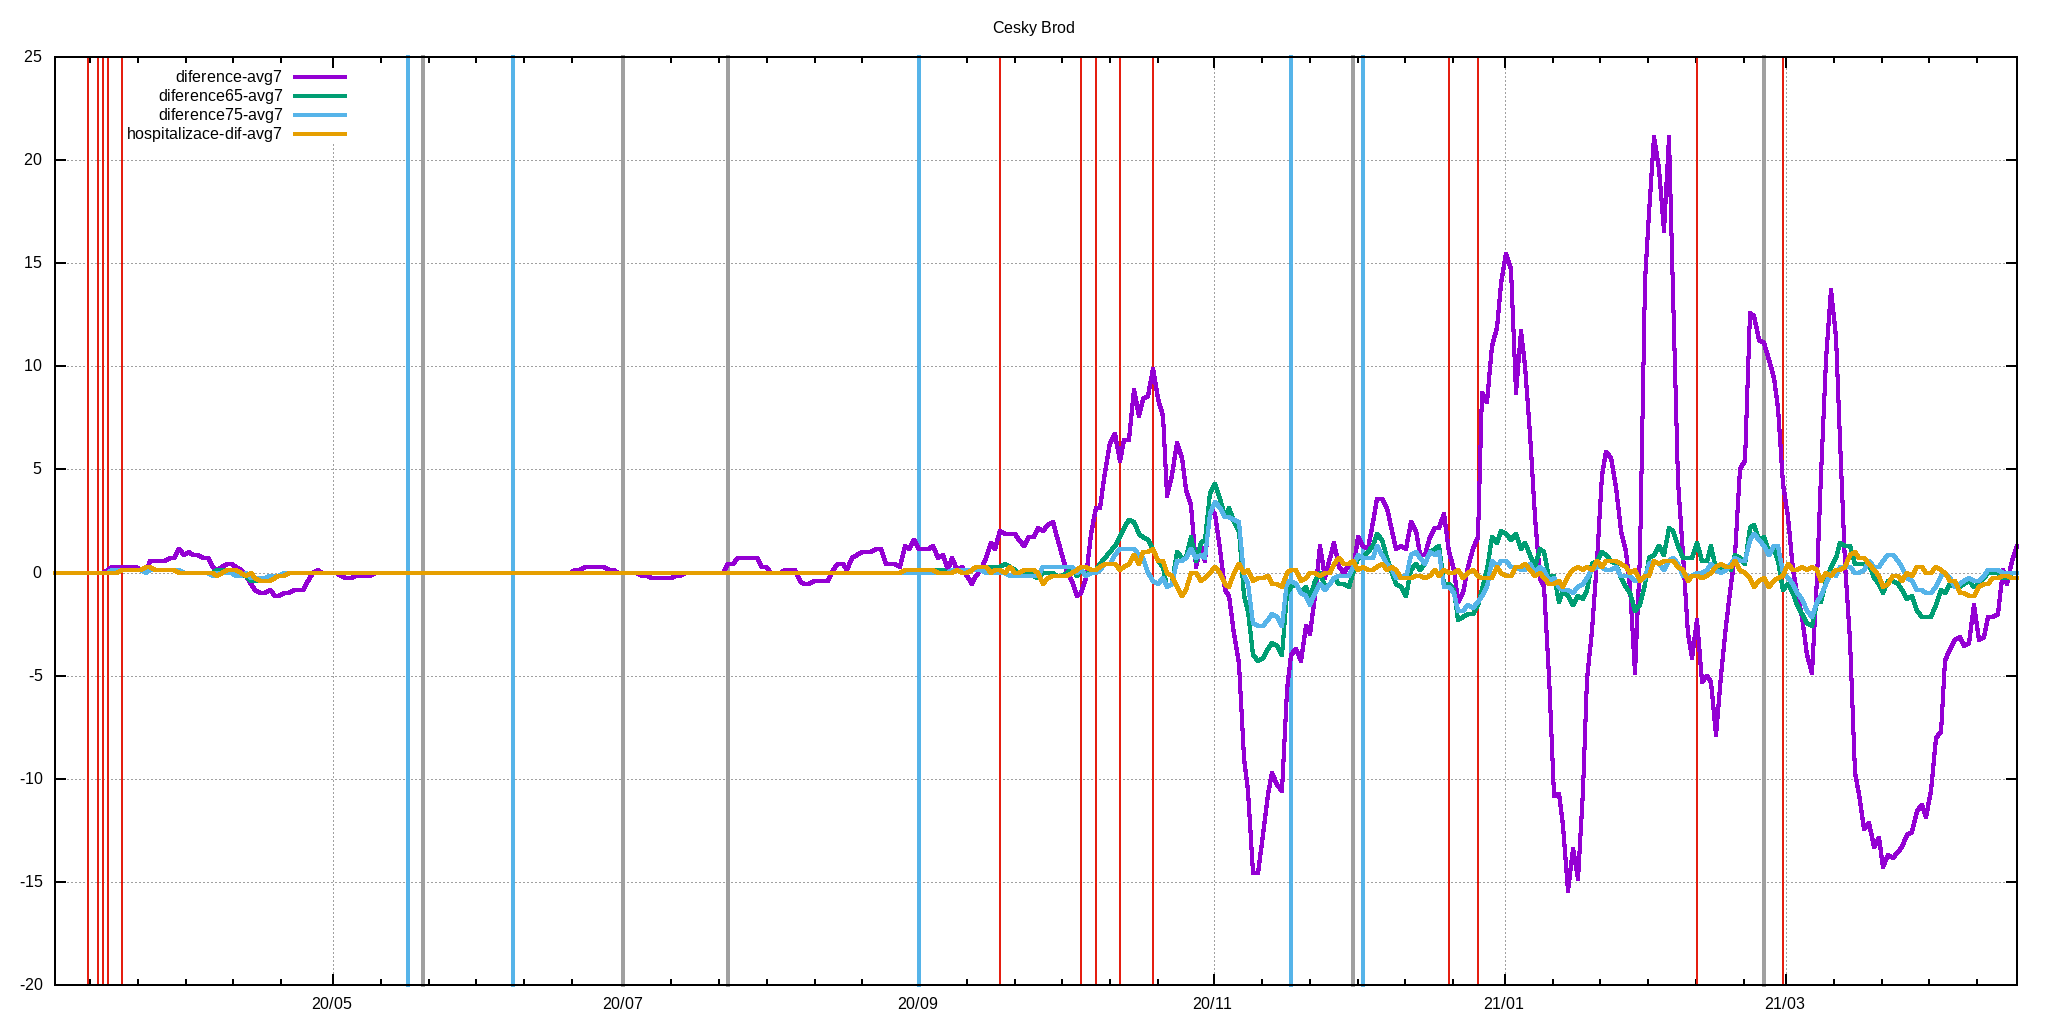 Cesky Brod
25
20
15
10
5
0
-5
-10
-15
-20
diference-avg7
diference65-avg7
diference75-avg7
hospitalizace-dif-avg7
20/05 20/07 20/09 20/11 21/01 21/03